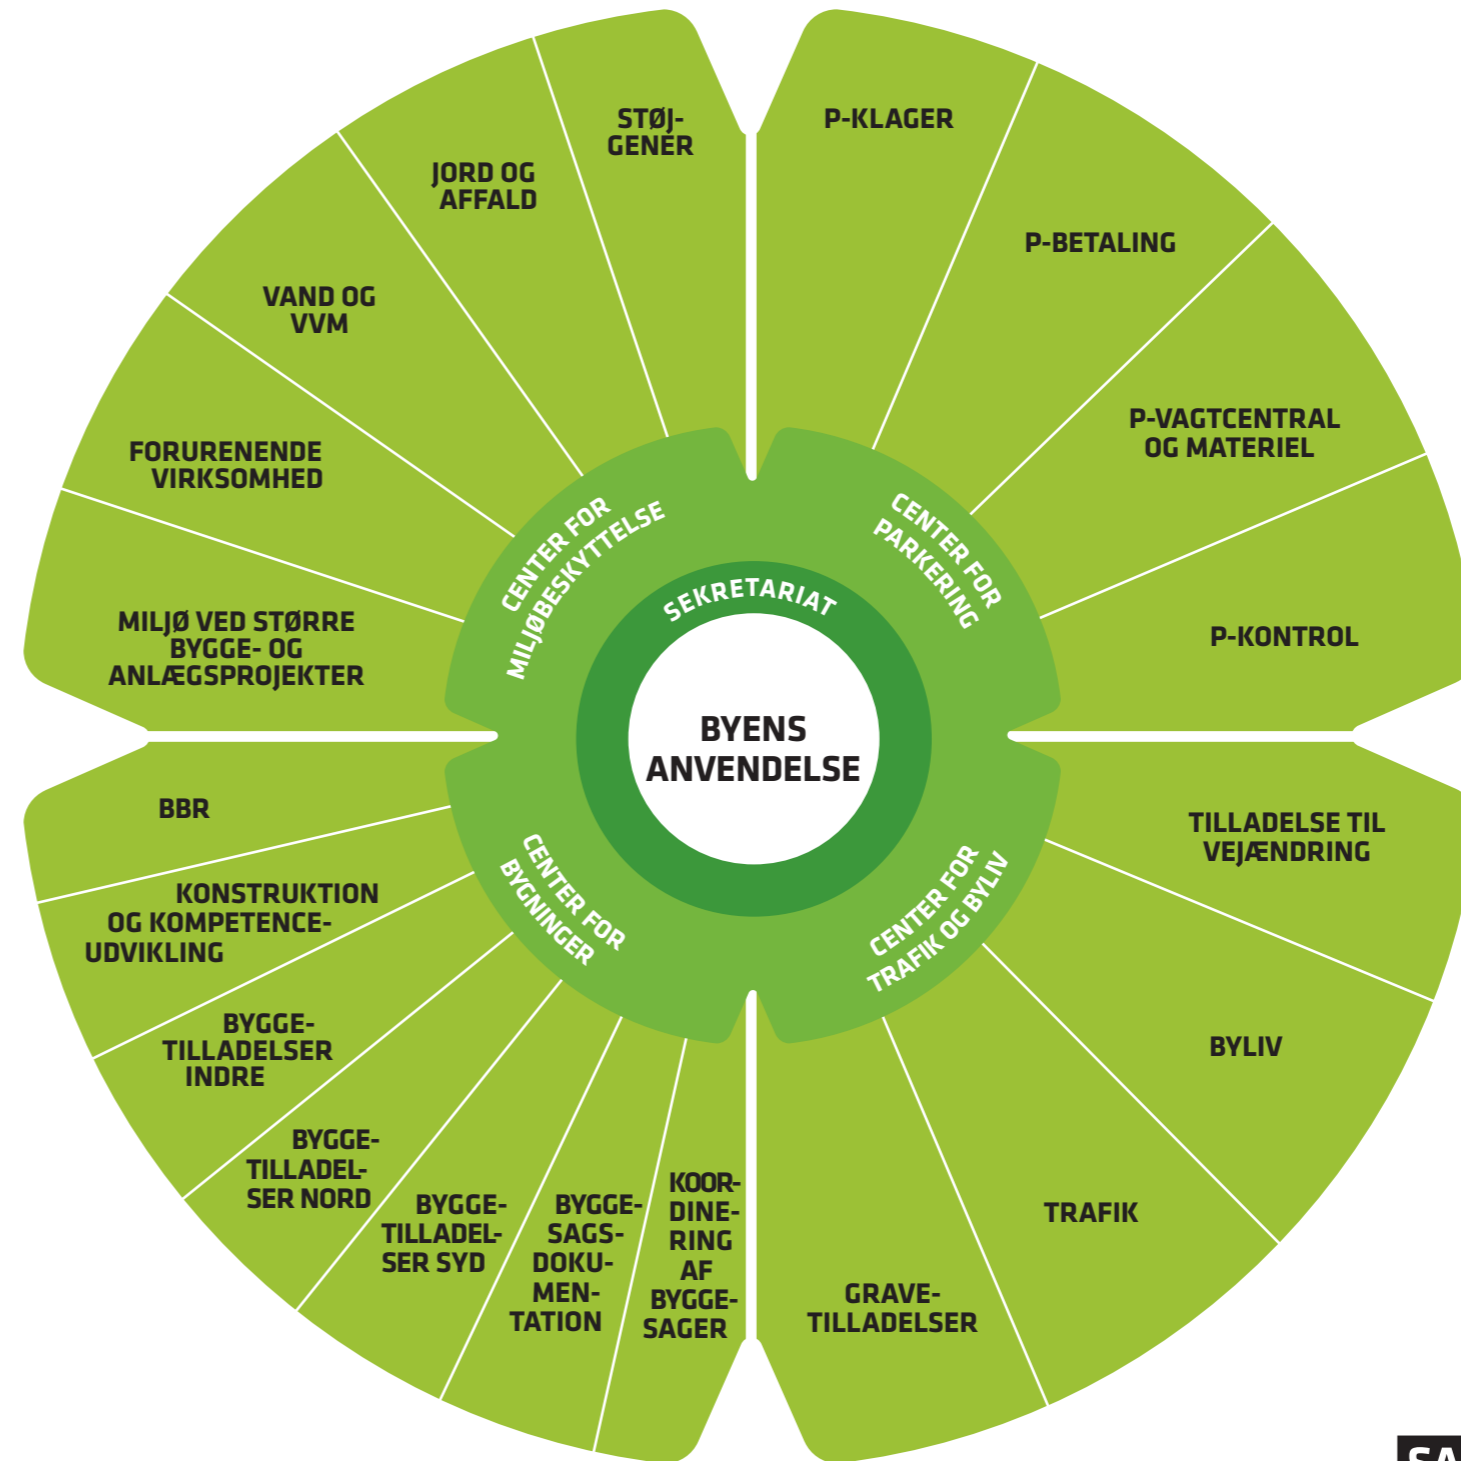 STØJ-
GENER
P-KLAGER
JORD OG
AFFALD
P-BETALING
VAND OG
VVM
P-VAGTCENTRAL
OG MATERIEL
FORURENENDE
VIRKSOMHED
P-KONTROL
MILJØ VED STØRRE
BYGGE- OG
ANLÆGSPROJEKTER
CENTER FOR
MILJØBESKYTTELSE
CENTER FOR
PARKERING
SEKRETARIAT
BYENS
ANVENDELSE
CENTER FOR
BYGNINGER
CENTER FOR
TRAFIK OG BYLIV
BBR
TILLADELSE TIL
VEJÆNDRING
KONSTRUKTION
OG KOMPETENCE-
UDVIKLING
BYGGE-
TILLADELSER
INDRE
BYLIV
BYGGE-
TILLADEL-
SER NORD
BYGGE-
TILLADEL-
SER SYD
BYGGE-
SAGS-
DOKU-
MEN-
TATION
KOOR-
DINE-
RING
AF
BYGGE-
SAGER
TRAFIK
GRAVE-
TILLADELSER